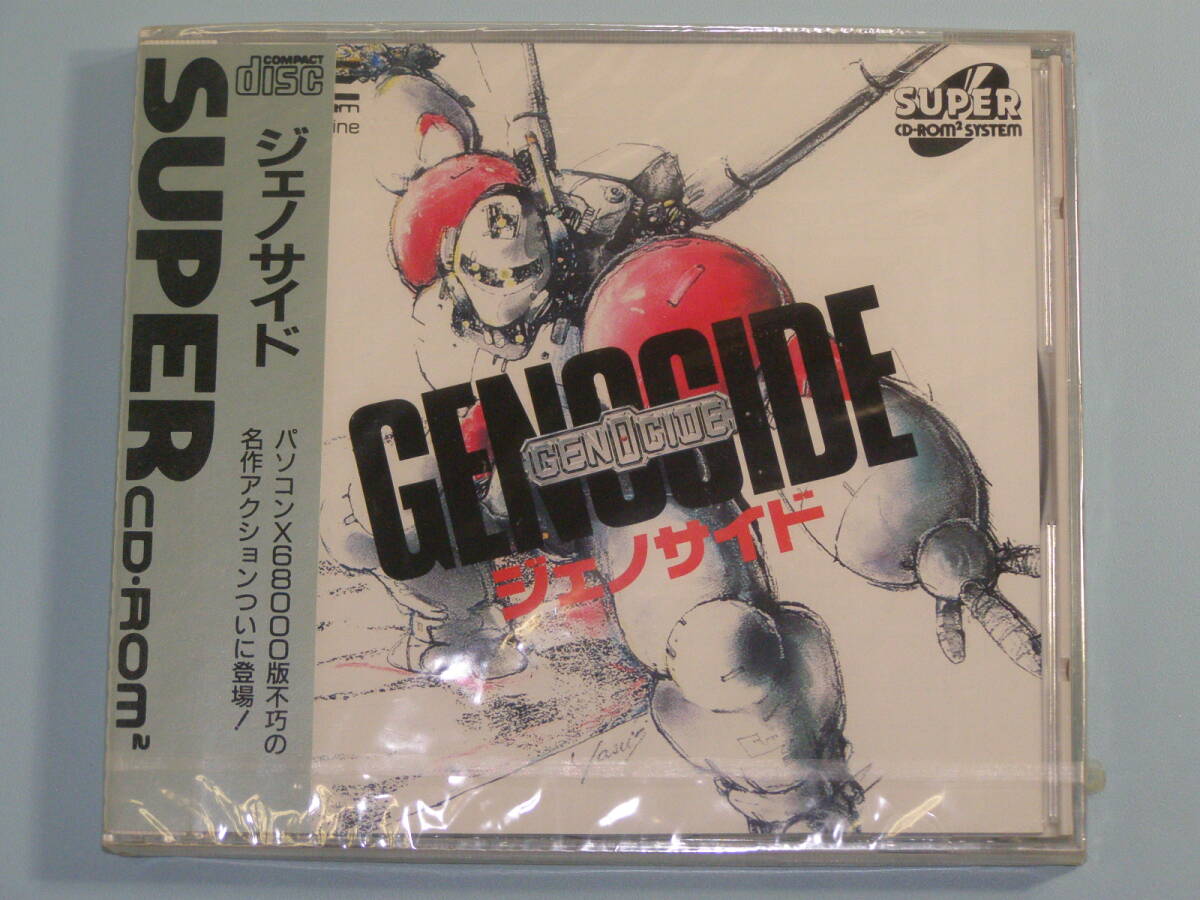 SUPER CD-ROM²
COMPACT
disc
ジェノサイド
パソコンX68000版不巧の
名作アクションついに登場!
ine
SUPER
CD-ROM² SYSTEM
GENOSIDE
GENOCIDE
ジェノサイド